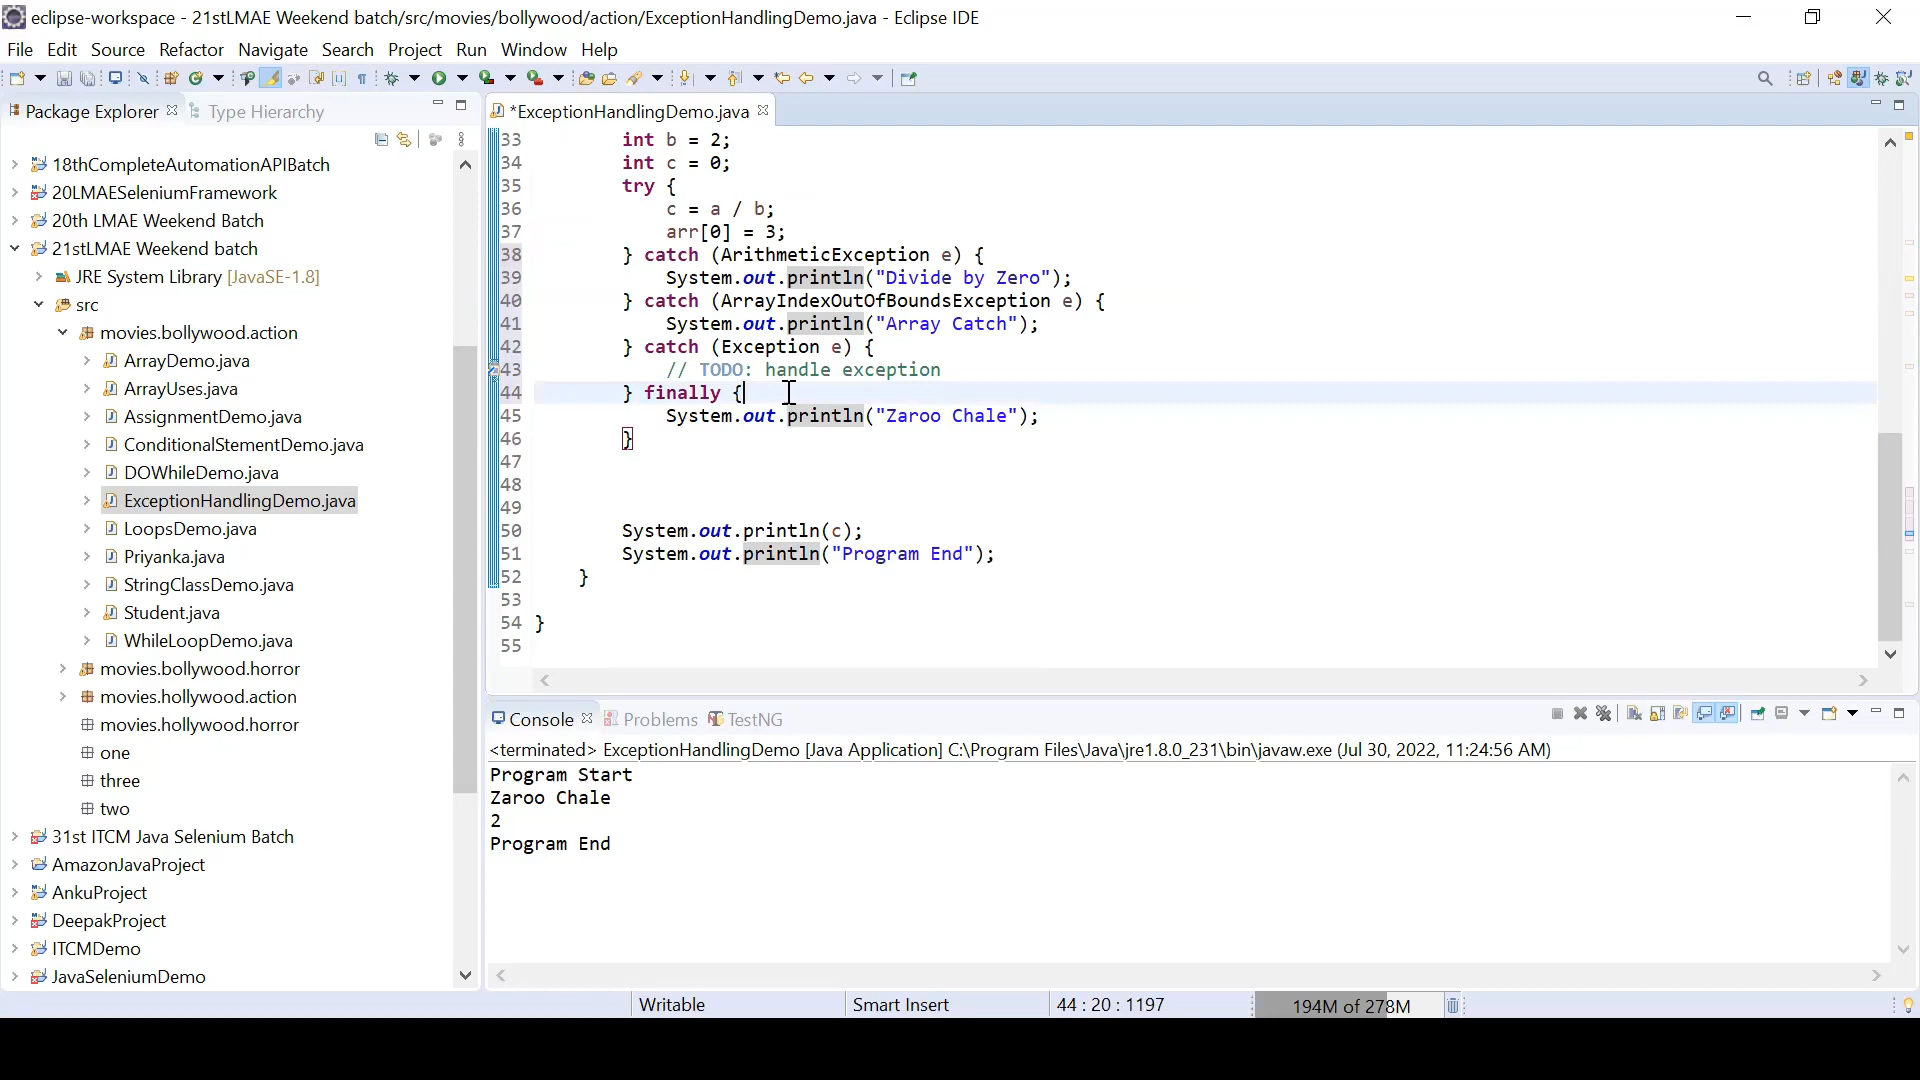 eclipse-workspace - 21stLMAE Weekend batch/src/movies/bollywood/action/ExceptionHandlingDemo.java - Eclipse IDE
File Edit Source Refactor Navigate Search Project Run Window Help
Package Explorer Type Hierarchy
18thCompleteAutomationAPIBatch
20LMAESeleniumFramework
20th LMAE Weekend Batch
21stLMAE Weekend batch
JRE System Library [JavaSE-1.8]
src
movies.bollywood.action
ArrayDemo.java
ArrayUses.java
AssignmentDemo.java
ConditionalStementDemo.java
DOWhileDemo.java
ExceptionHandlingDemo.java
LoopsDemo.java
Priyanka.java
StringClassDemo.java
Student.java
WhileLoopDemo.java
movies.bollywood.horror
movies.hollywood.action
movies.hollywood.horror
one
three
two
31st ITCM Java Selenium Batch
AmazonJavaProject
AnkuProject
DeepakProject
ITCMDemo
JavaSeleniumDemo
*ExceptionHandlingDemo.java
33 int b = 2;
34 int c = 0;
35 try {
36 c = a / b;
37 arr[0] = 3;
38 } catch (ArithmeticException e) {
39 System.out.println("Divide by Zero");
40 } catch (ArrayIndexOutOfBoundsException e) {
41 System.out.println("Array Catch");
42 } catch (Exception e) {
43 // TODO: handle exception
44 } finally {
45 System.out.println("Zaroo Chale");
46 }
47
48
49
50 System.out.println(c);
51 System.out.println("Program End");
52 }
53
54 }
55
Console Problems TestNG
<terminated> ExceptionHandlingDemo [Java Application] C:\Program Files\Java\jre1.8.0_231\bin\javaw.exe (Jul 30, 2022, 11:24:56 AM)
Program Start
Zaroo Chale
2
Program End
Writable Smart Insert 44 : 20 : 1197 194M of 278M